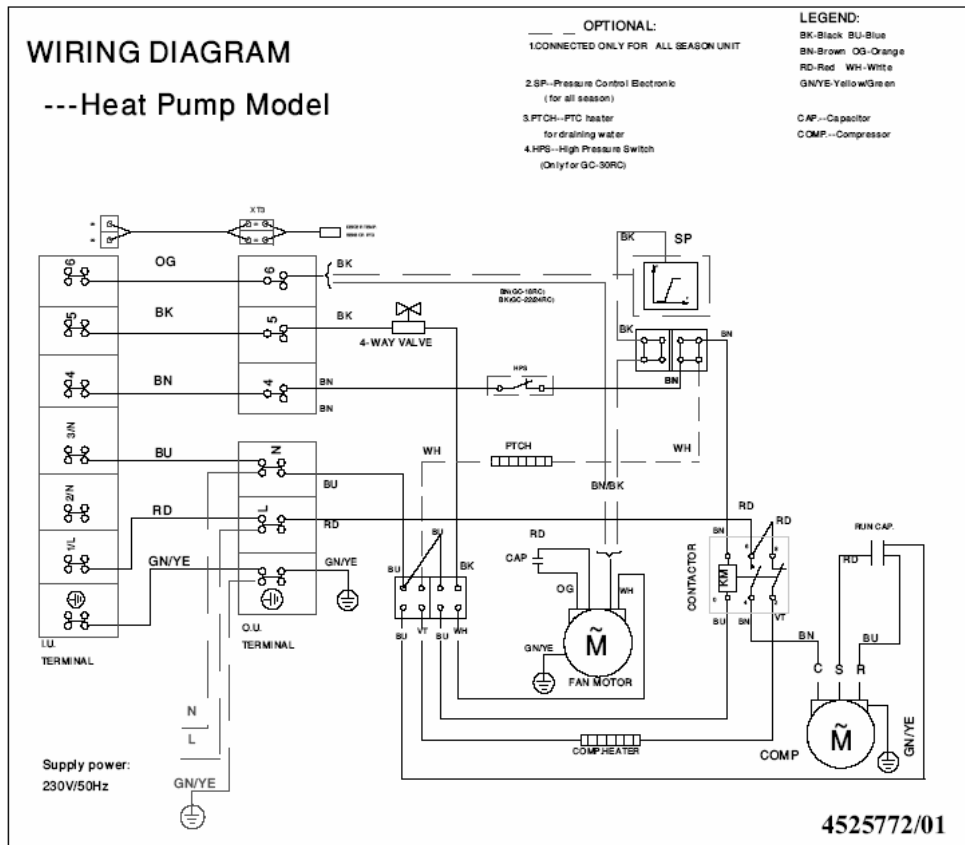 WIRING DIAGRAM
---Heat Pump Model
OPTIONAL:
1.CONNECTED ONLY FOR ALL SEASON UNIT
2.SP--Pressure Control Electronic
(for all season)
3.PTCH--PTC heater
for draining water
4.HPS--High Pressure Switch
(Only for GC-30RC)
LEGEND:
BK-Black BU-Blue
BN-Brown OG-Orange
RD-Red WH-White
GN/YE-Yellow/Green
CAP.--Capacitor
COMP.--Compressor
XT3
6
OG
6
BK
BK
SP
BN(GC-18RC)
BK(GC-22/24RC)
5
BK
5
BK
4-WAY VALVE
BK
BN
4
BN
4
BN
BN
HPS
BN
3/N
BU
N
BU
WH
PTCH
WH
BN/BK
2/N
RD
L
RD
1/L
GN/YE
GN/YE
I.U.
TERMINAL
O.U.
TERMINAL
BU
BU
BK
BU
VT
BU
WH
RD
CAP
OG
WH
GN/YE
M
FAN MOTOR
RD
RD
BN
CONTACTOR
KM
BU
BN
VT
RUN CAP.
RD
BN
BU
C
S
R
M
COMP
GN/YE
COMP.HEATER
N
L
GN/YE
Supply power:
230V/50Hz
4525772/01